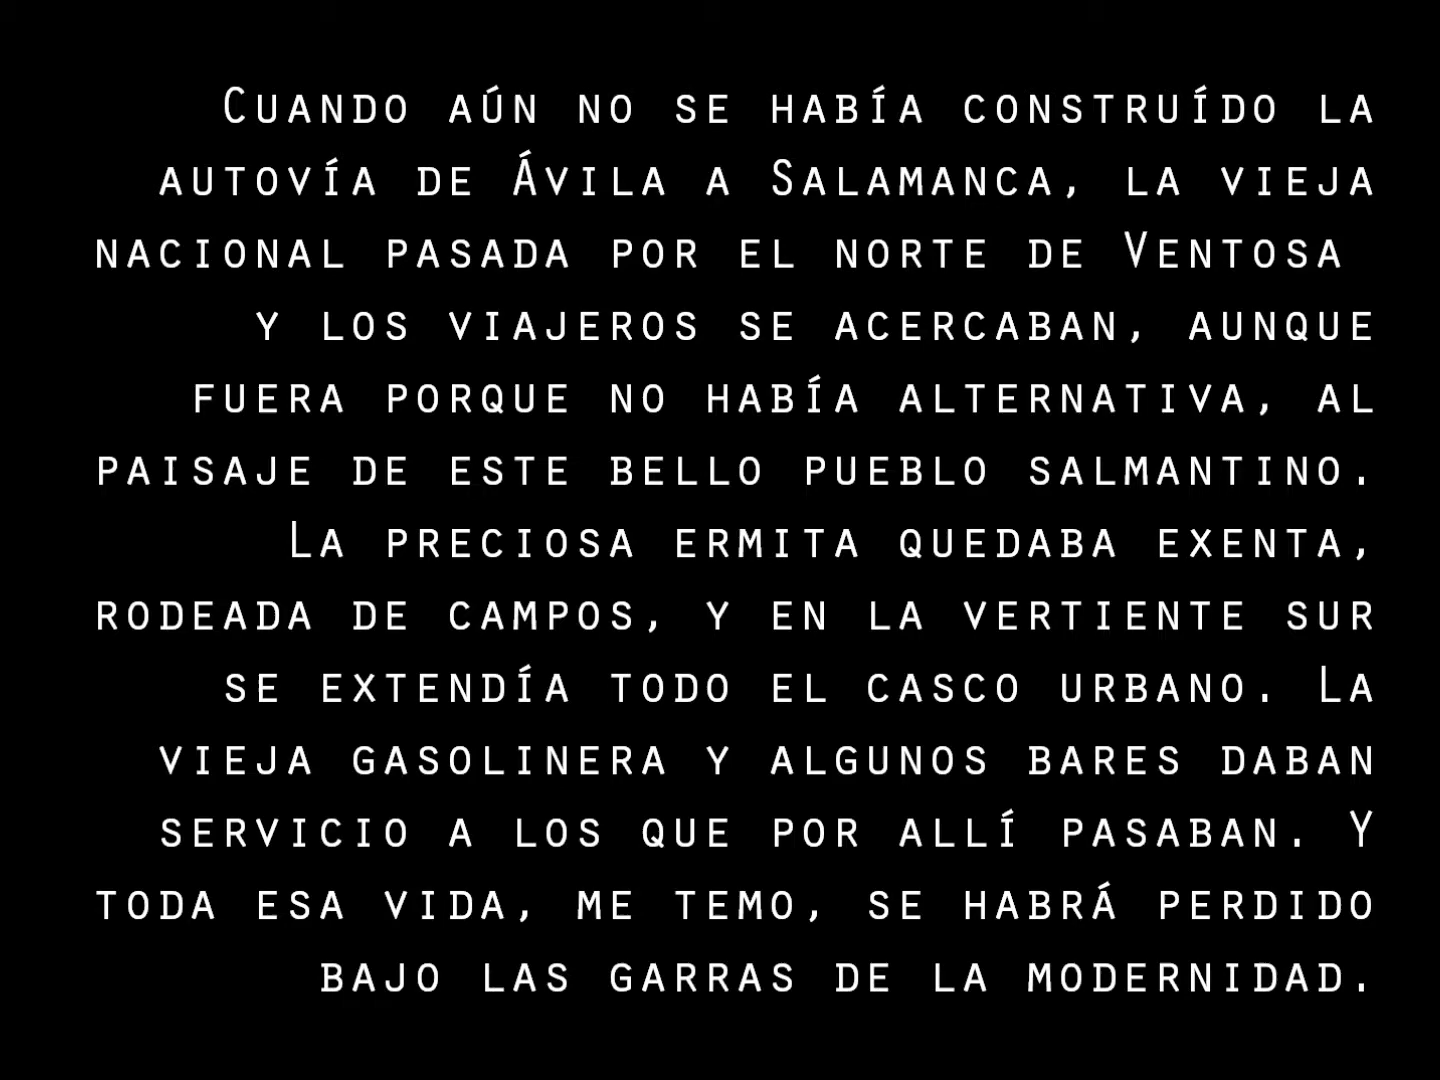 Cuando aún no se había construído la
autovía de Ávila a Salamanca, la vieja
nacional pasada por el norte de Ventosa
y los viajeros se acercaban, aunque
fuera porque no había alternativa, al
paisaje de este bello pueblo salmantino.
La preciosa ermita quedaba exenta,
rodeada de campos, y en la vertiente sur
se extendía todo el casco urbano. La
vieja gasolinera y algunos bares daban
servicio a los que por allí pasaban. Y
toda esa vida, me temo, se habrá perdido
bajo las garras de la modernidad.